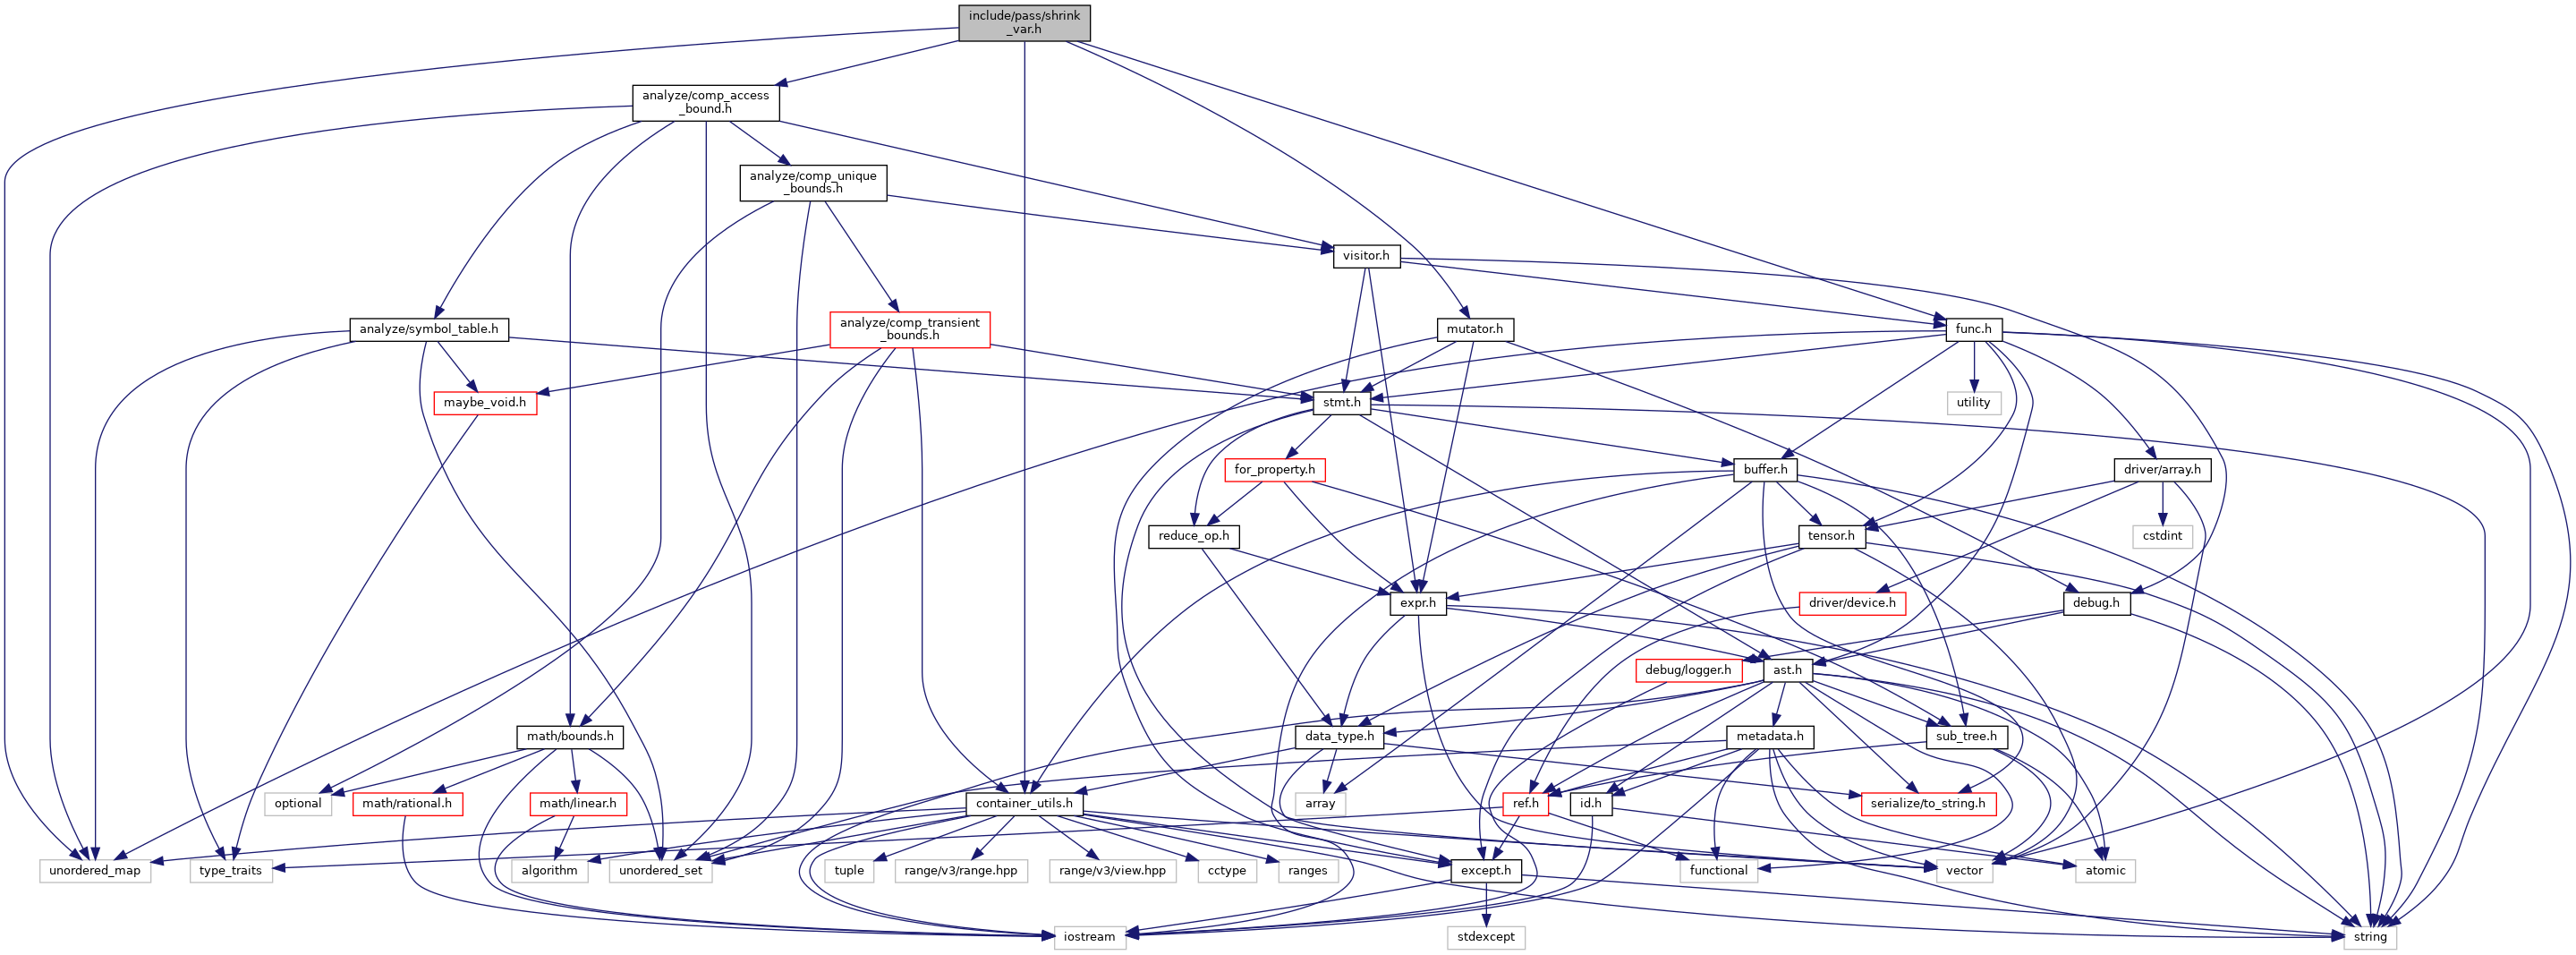 include/pass/shrink
_var.h
analyze/comp_access
_bound.h
analyze/comp_unique
_bounds.h
visitor.h
analyze/symbol_table.h
analyze/comp_transient
_bounds.h
mutator.h
func.h
maybe_void.h
stmt.h
utility
for_property.h
buffer.h
driver/array.h
reduce_op.h
tensor.h
cstdint
expr.h
driver/device.h
debug.h
debug/logger.h
ast.h
math/bounds.h
data_type.h
metadata.h
sub_tree.h
optional
math/rational.h
math/linear.h
container_utils.h
array
ref.h
id.h
serialize/to_string.h
unordered_map
type_traits
algorithm
unordered_set
tuple
range/v3/range.hpp
range/v3/view.hpp
cctype
ranges
except.h
functional
vector
atomic
iostream
stdexcept
string